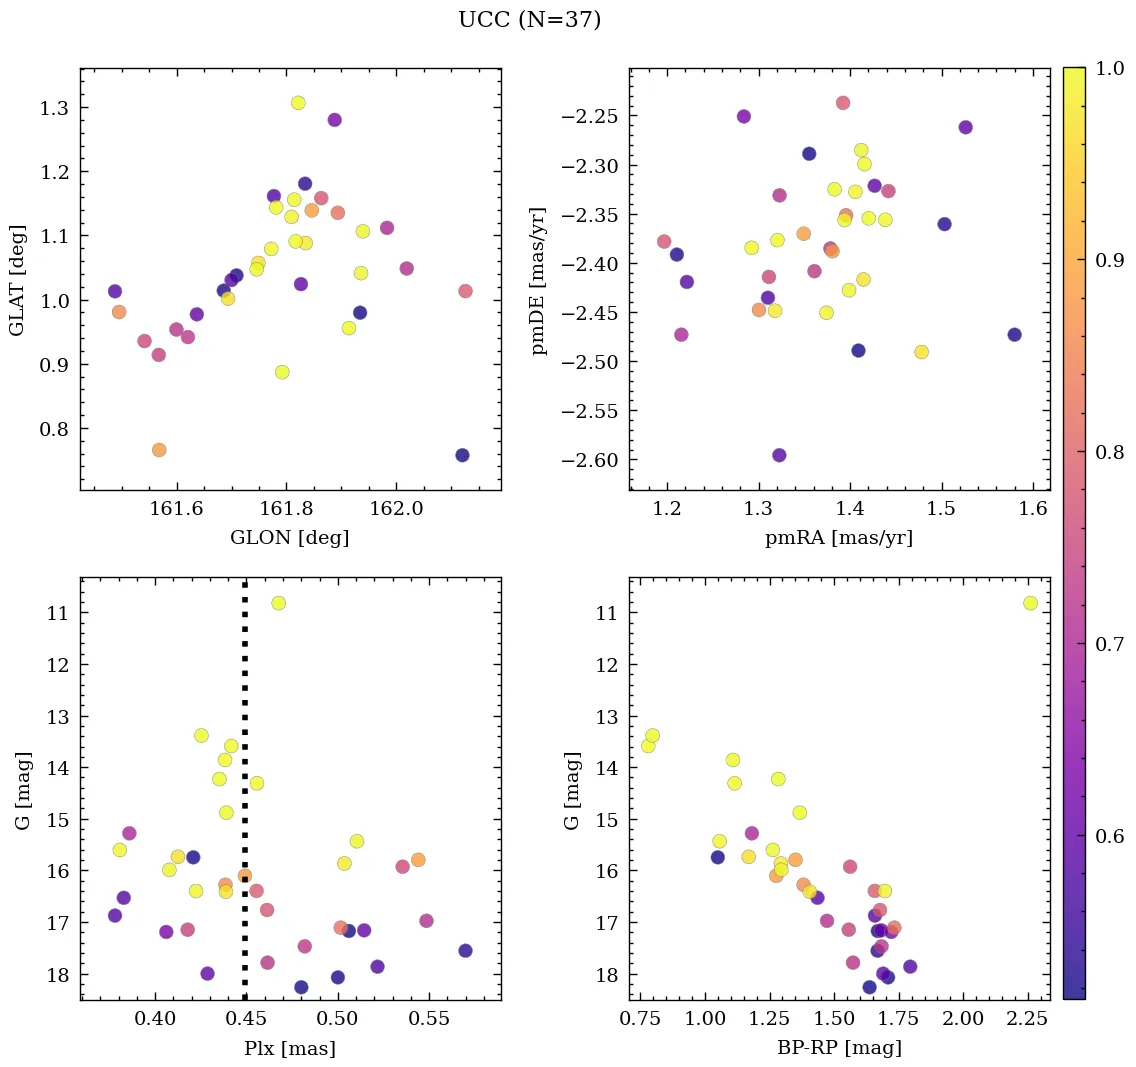 UCC (N=37)
1.3
1.2
1.1
1.0
0.9
0.8
GLAT [deg]
161.6 161.8 162.0
GLON [deg]
−2.25
−2.30
−2.35
−2.40
−2.45
−2.50
−2.55
−2.60
pmDE [mas/yr]
1.2 1.3 1.4 1.5 1.6
pmRA [mas/yr]
11
12
13
14
15
16
17
18
G [mag]
0.40 0.45 0.50 0.55
Plx [mas]
11
12
13
14
15
16
17
18
G [mag]
0.75 1.00 1.25 1.50 1.75 2.00 2.25
BP-RP [mag]
1.0
0.9
0.8
0.7
0.6